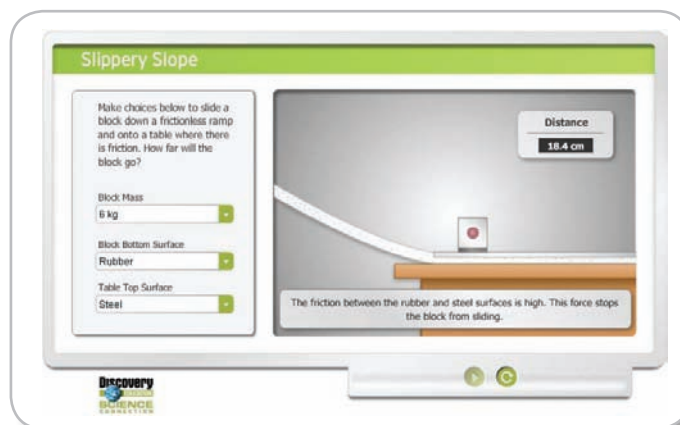 Slippery Slope
Make choices below to slide a
block down a frictionless ramp
and onto a table where there
is friction. How far will the
block go?
Block Mass
6 kg
Block Bottom Surface
Rubber
Table Top Surface
Steel
Distance
18.4 cm
The friction between the rubber and steel surfaces is high. This force stops
the block from sliding.
Discovery
EDUCATION
SCIENCE
CONNECTION